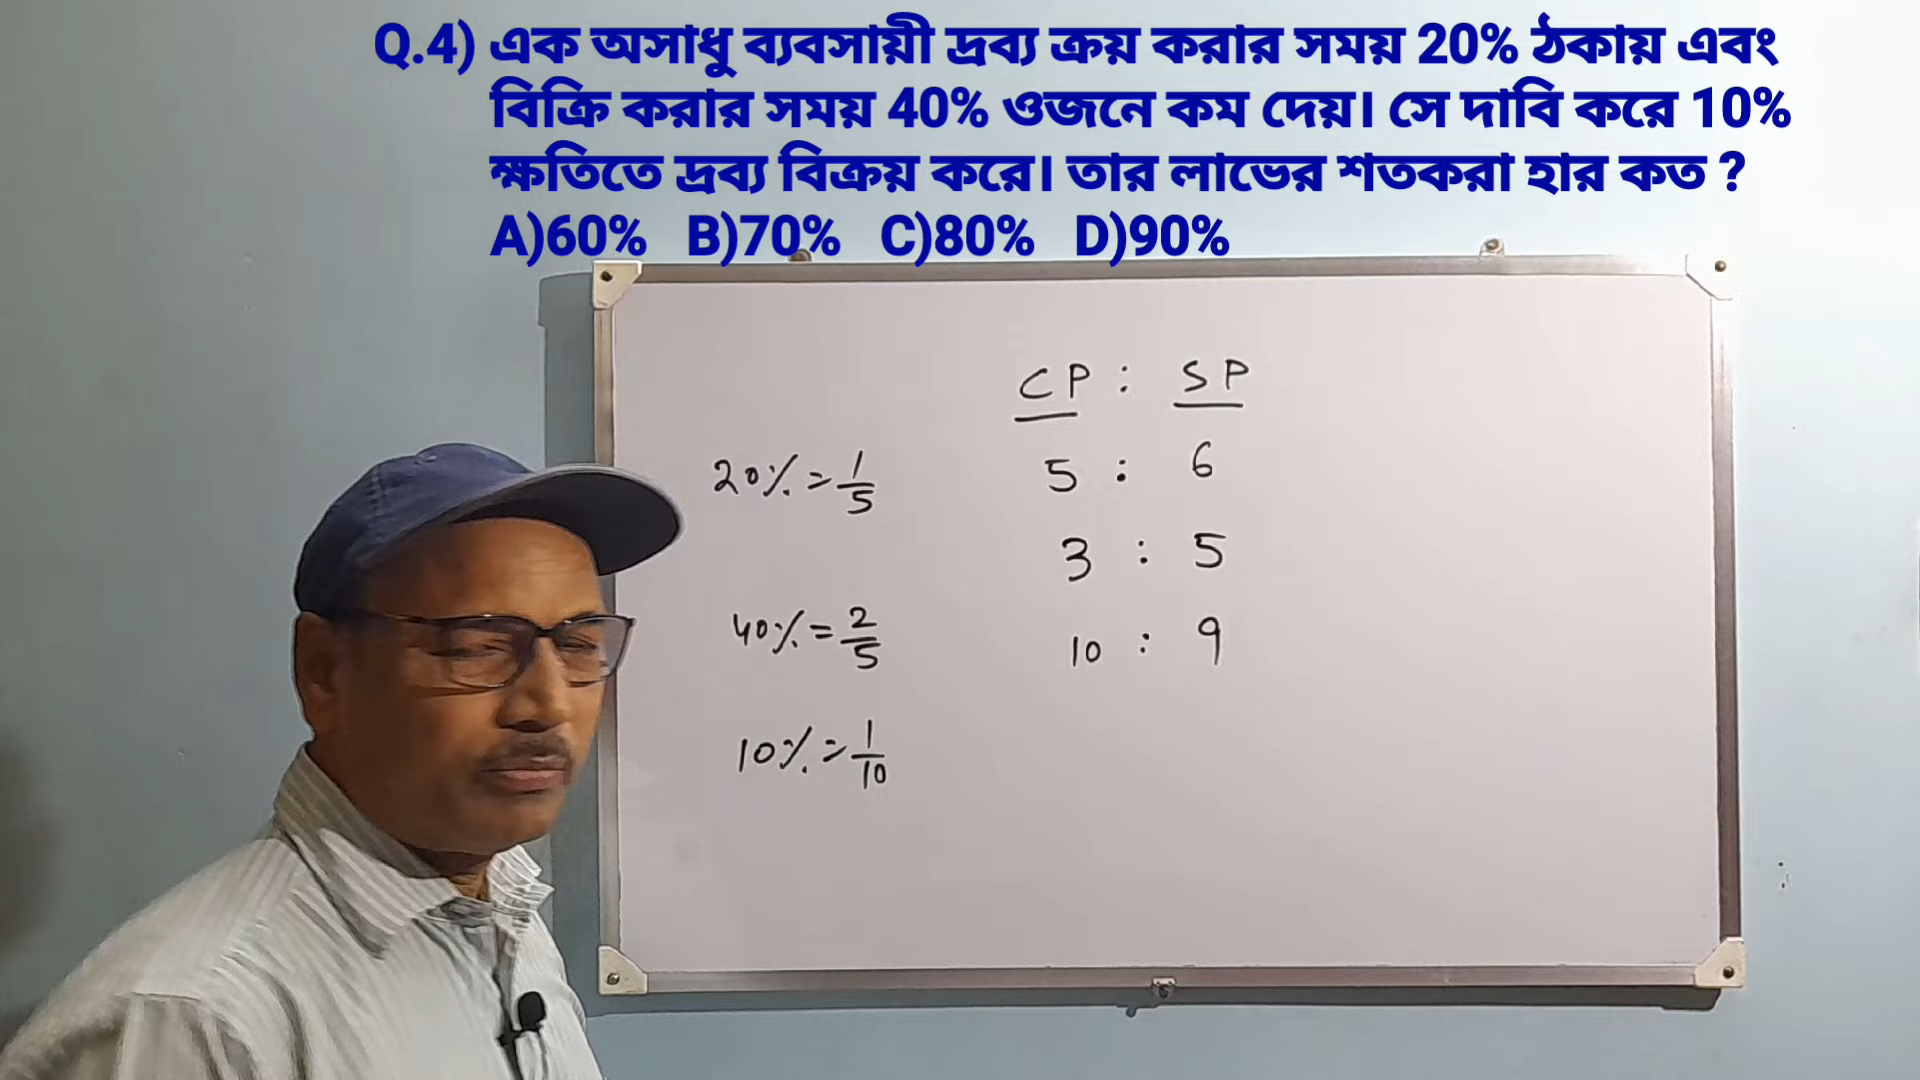 Q.4) এক অসাধু ব্যবসায়ী দ্রব্য ক্রয় করার সময় 20% ঠকায় এবং
বিক্রি করার সময় 40% ওজনে কম দেয়। সে দাবি করে 10%
ক্ষতিতে দ্রব্য বিক্রয় করে। তার লাভের শতকরা হার কত ?
A)60% B)70% C)80% D)90%
CP : SP
20% = 1/5
5 : 6
3 : 5
40% = 2/5
10 : 9
10% = 1/10